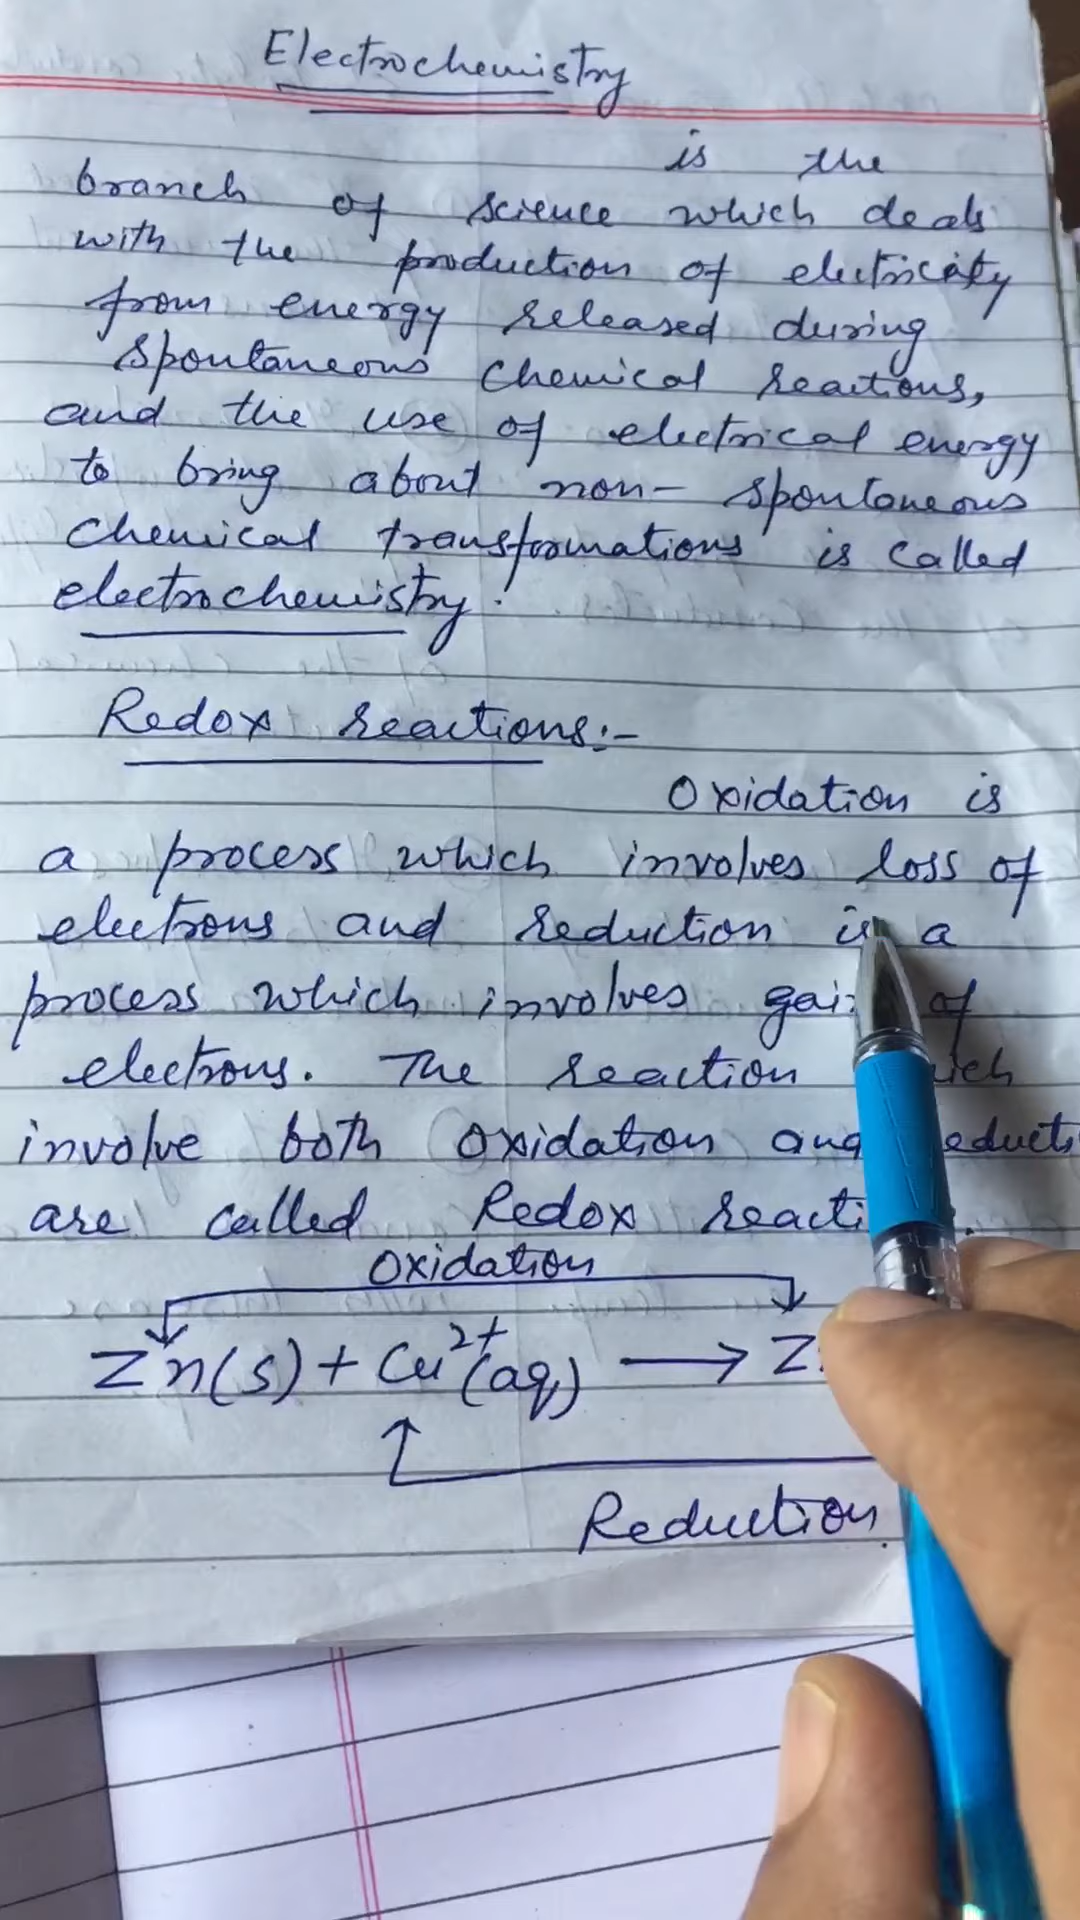 Electrochemistry
is the
branch of science which deals
with the production of electricity
from energy released during
spontaneous chemical reactions,
and the use of electrical energy
to bring about non-spontaneous
chemical transformations is called
electrochemistry.
Redox reactions:-
Oxidation is
a process which involves loss of
electrons and reduction is a
process which involves of
electrons. The reaction
involve both oxidation and
are called Redox
Oxidation
Zn(s) + Cu²⁺(aq) →
Reduction